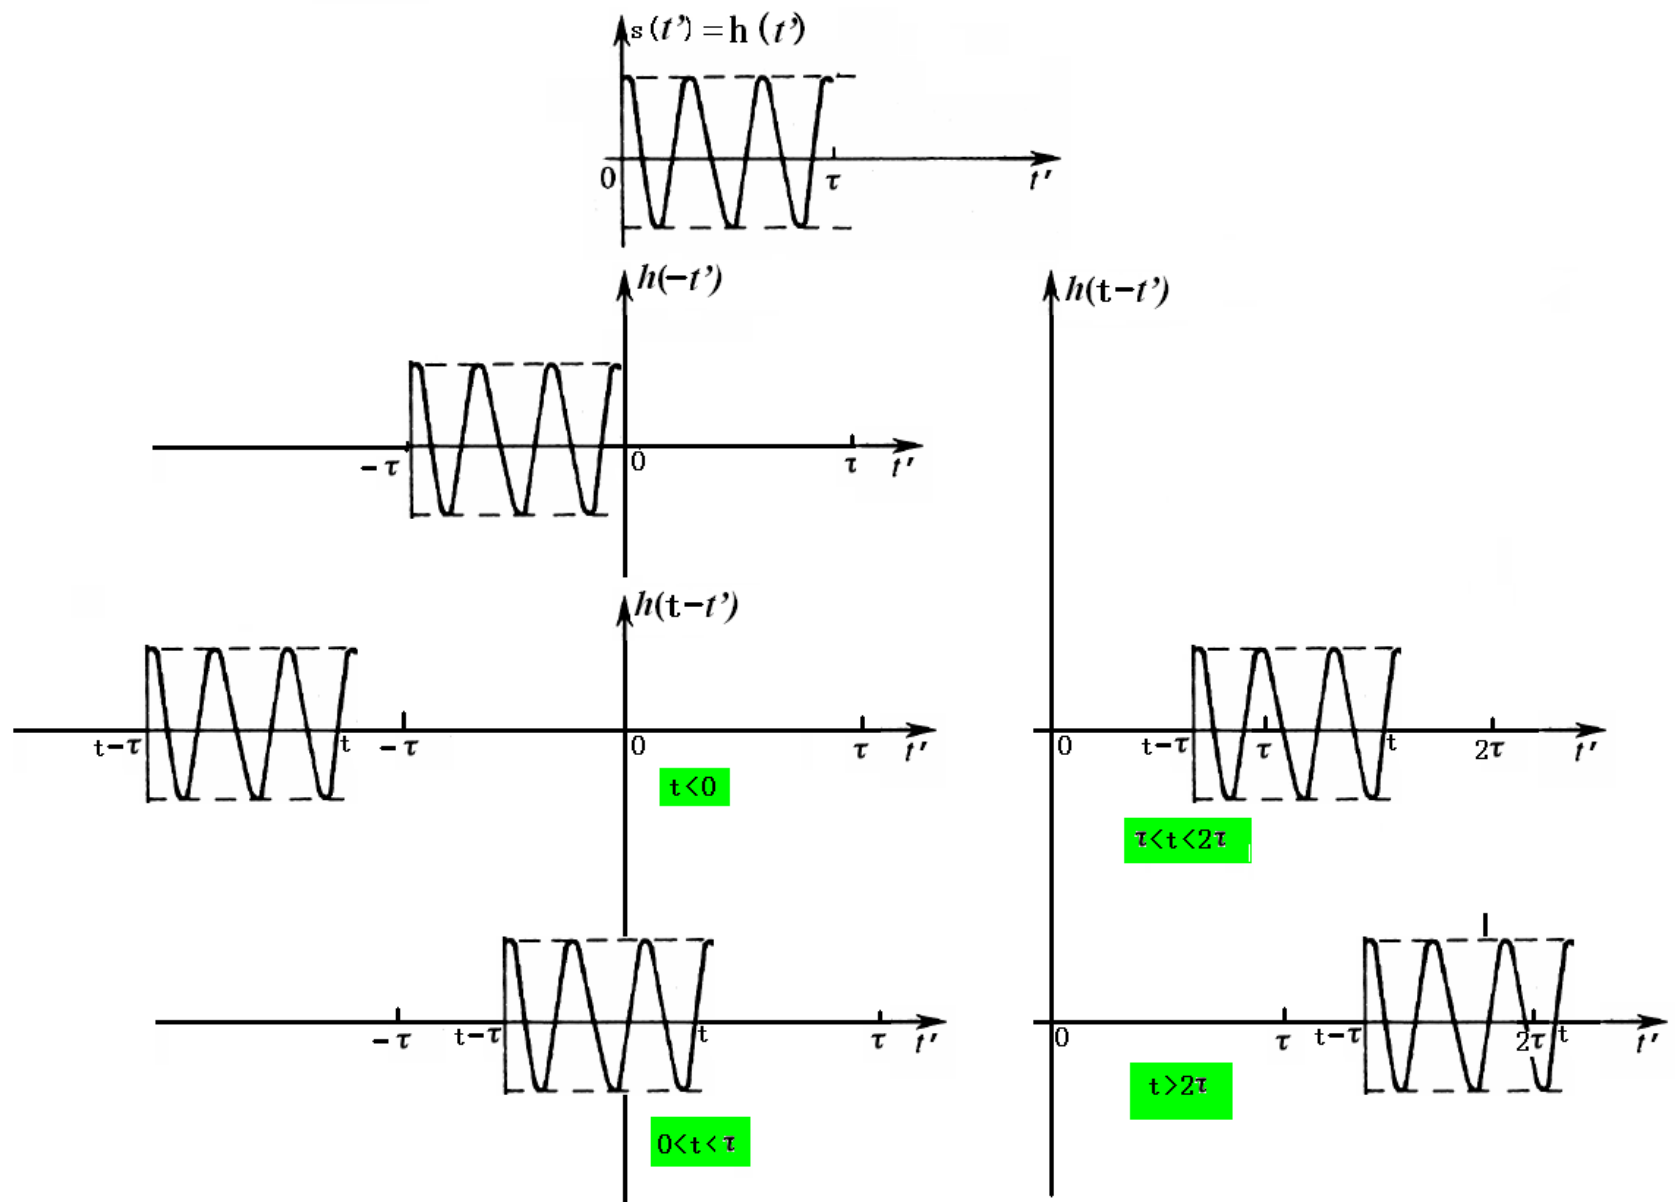 s(t’)=h(t’)
0 τ t′
h(−t’)
−τ 0 τ t′
h(t−t’)
t−τ t −τ 0 τ t′
t<0
−τ t−τ t τ t′
0<t<τ
h(t−t’)
0 t−τ τ t 2τ t′
τ<t<2τ
0 τ t−τ 2τ t t′
t>2τ